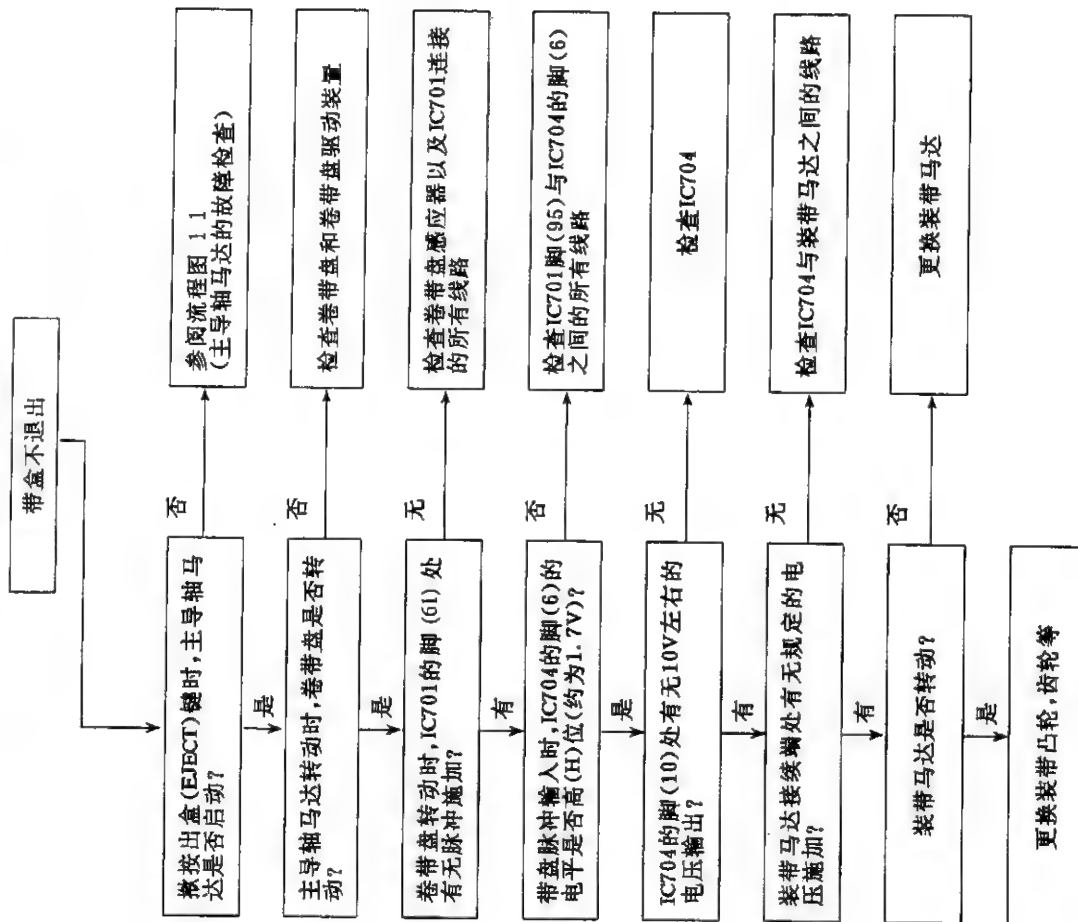 带盒不退出
揿按出盒(EJECT)键时,主导轴马
达是否启动?
否
参阅流程图 11
(主导轴马达的故障检查)
是
主导轴马达转动时,卷带盘是否转
动?
否
检查卷带盘和卷带盘驱动装置
是
卷带盘转动时,IC701的脚(61)处
有无脉冲施加?
无
检查卷带盘感应器以及IC701连接
的所有线路
有
带盘脉冲输入时,IC704的脚(6)的
电平是否高(H)位(约为1.7V)?
否
检查IC701脚(95)与IC704的脚(6)
之间的所有线路
是
IC704的脚(10)处有无10V左右的
电压输出?
无
检查IC704
有
装带马达接续端处有无规定的电
压施加?
无
检查IC704与装带马达之间的线路
有
装带马达是否转动?
否
更换装带马达
是
更换装带凸轮,齿轮等